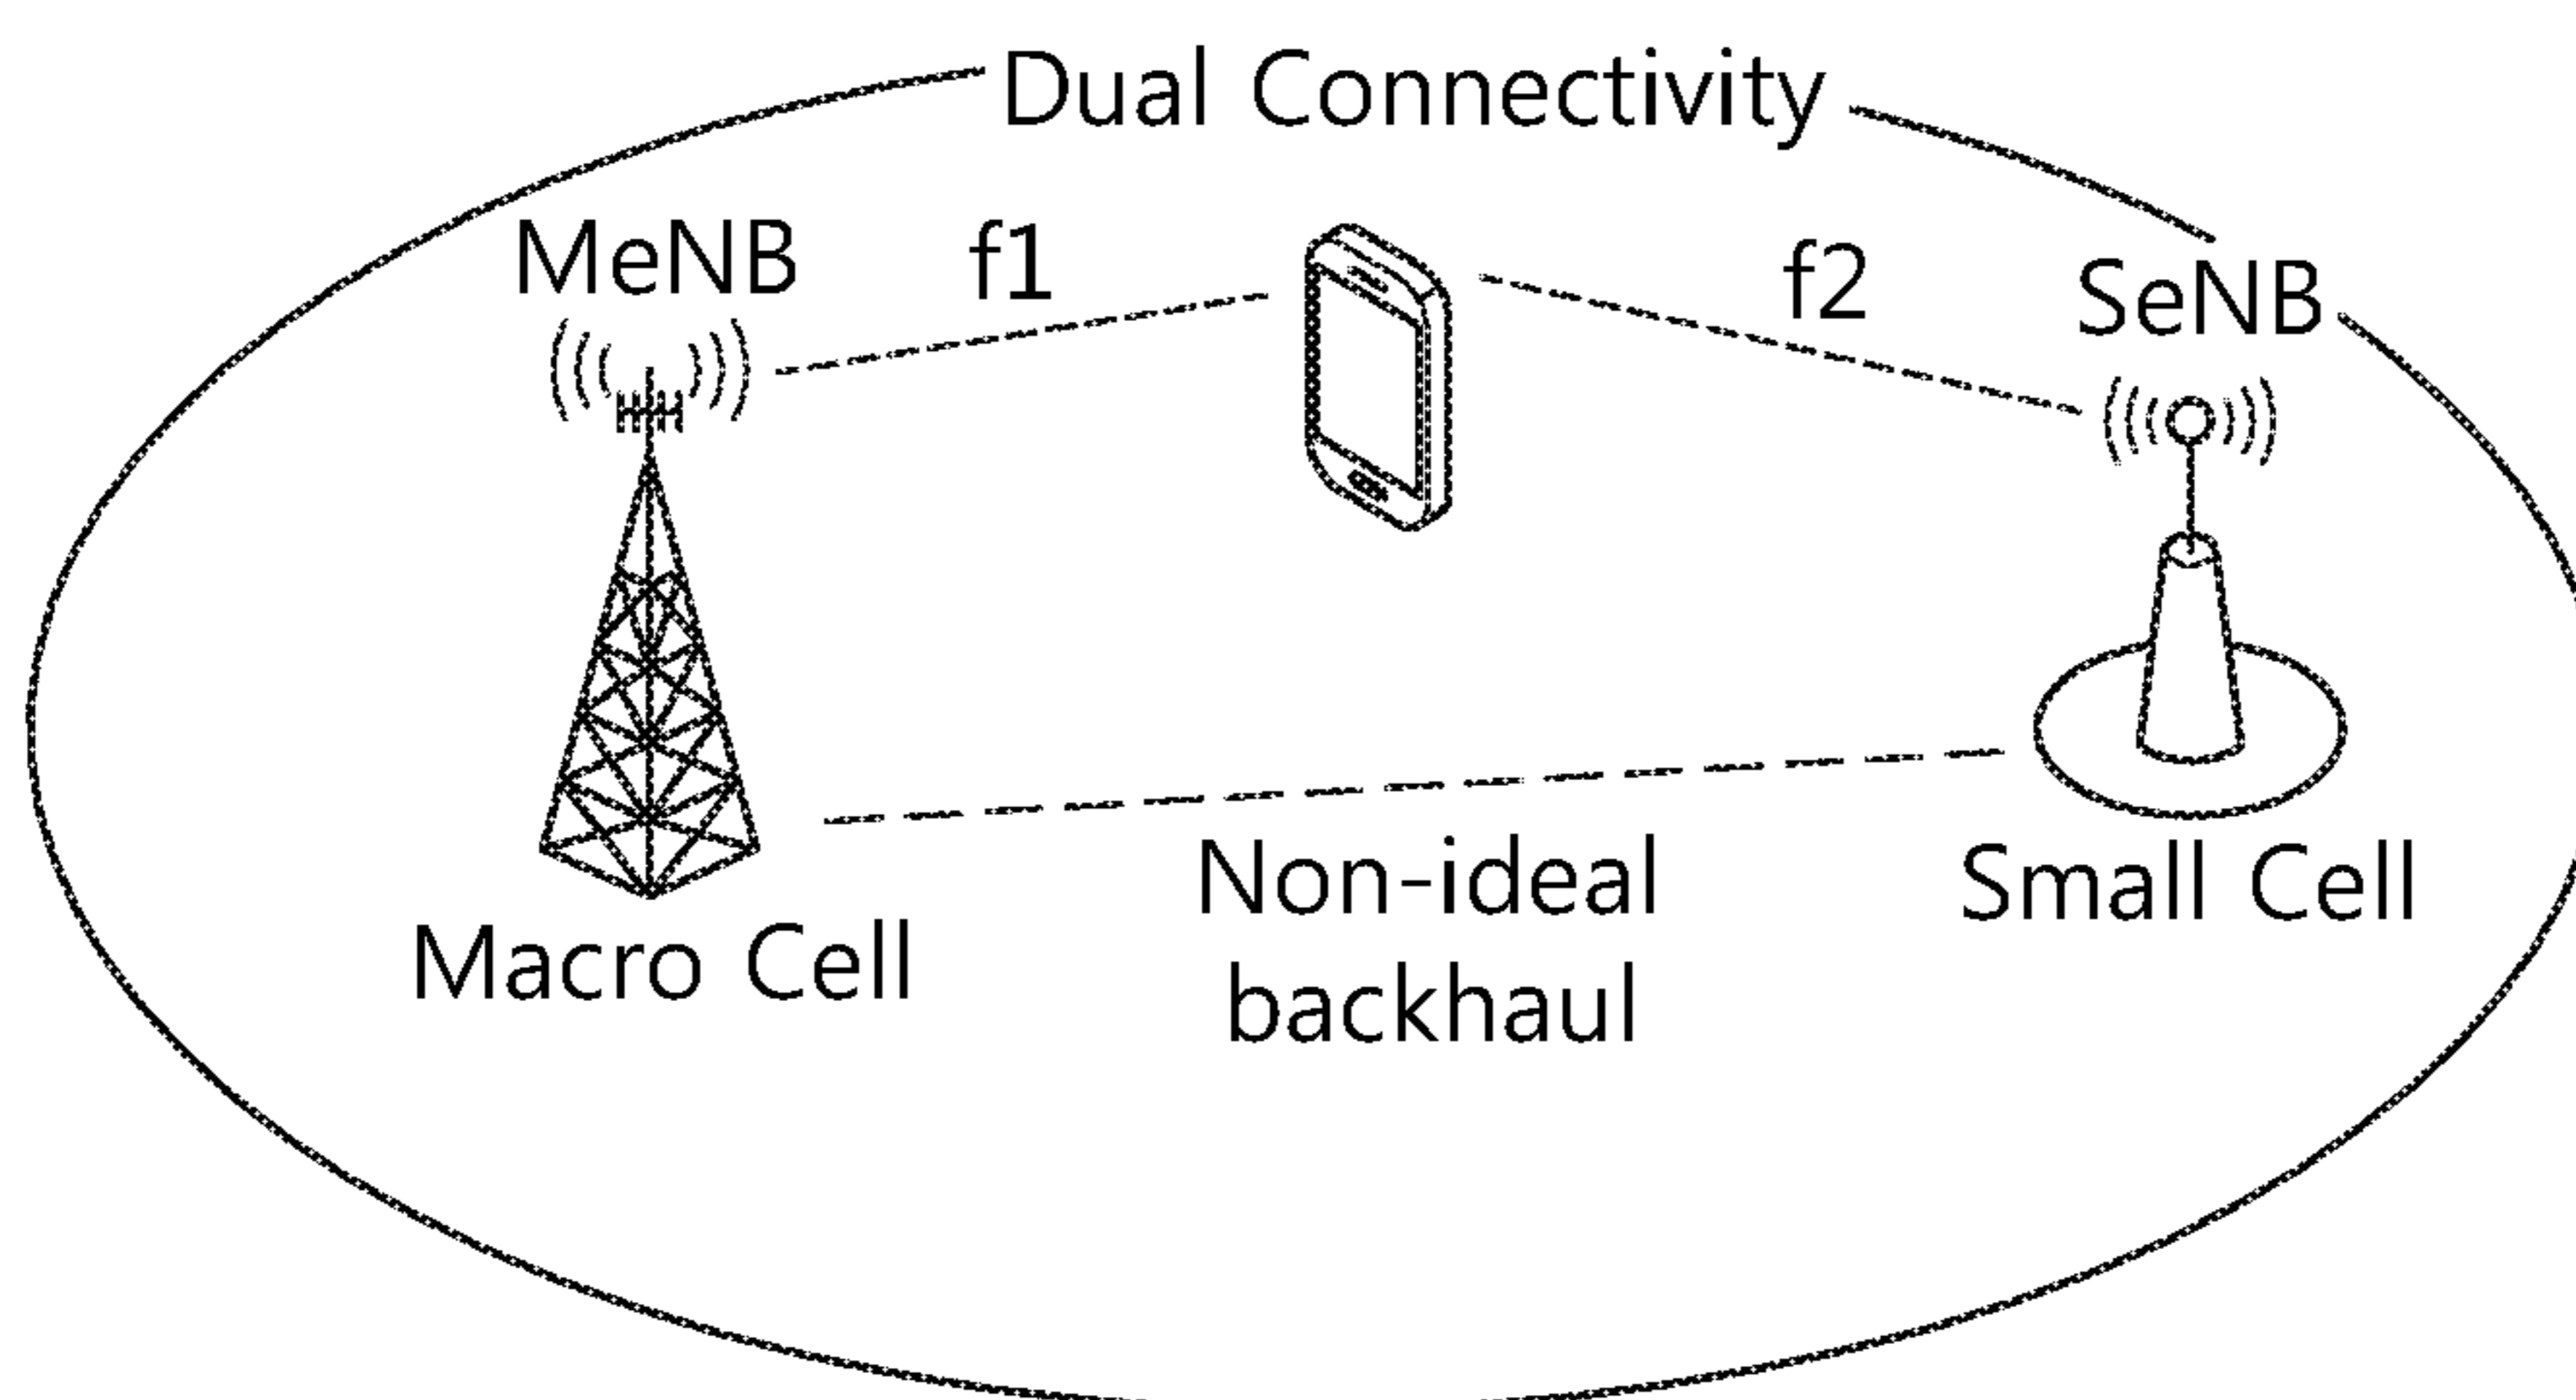 Dual Connectivity
MeNB
f1
f2
SeNB
Non-ideal
backhaul
Small Cell
Macro Cell